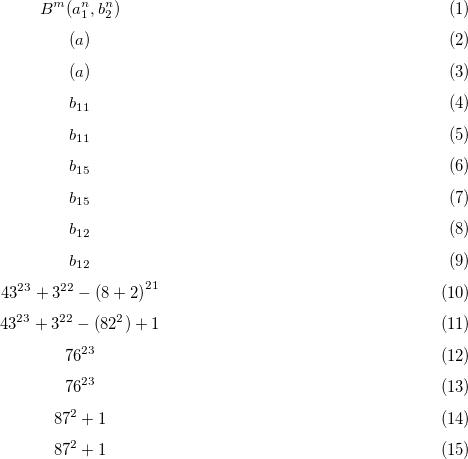 B^m(a_1^n, b_2^n) (1)
(a) (2)
(a) (3)
b_{11} (4)
b_{11} (5)
b_{15} (6)
b_{15} (7)
b_{12} (8)
b_{12} (9)
43^{23} + 3^{22} − (8 + 2)^{21} (10)
43^{23} + 3^{22} − (82^2) + 1 (11)
76^{23} (12)
76^{23} (13)
87^2 + 1 (14)
87^2 + 1 (15)